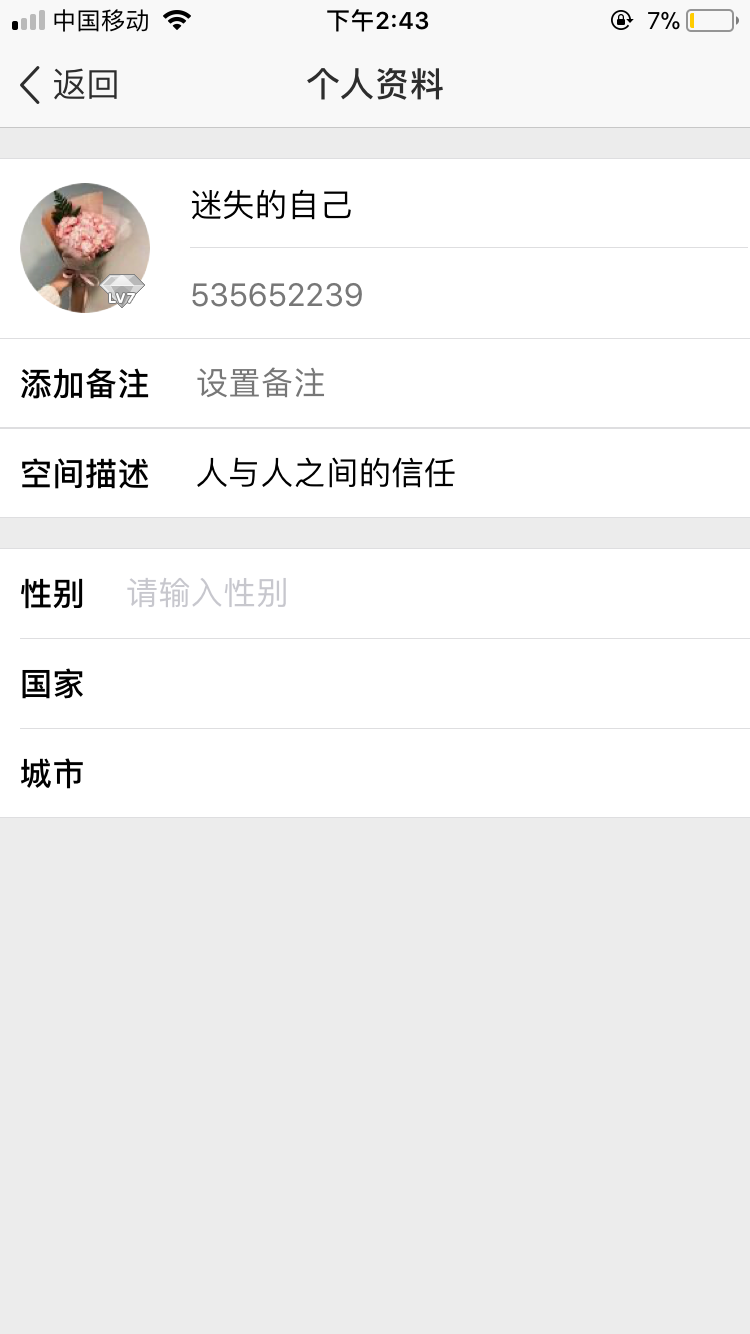 中国移动 下午2:43 7%
返回 个人资料
迷失的自己
LV7
535652239
添加备注 设置备注
空间描述 人与人之间的信任
性别 请输入性别
国家
城市